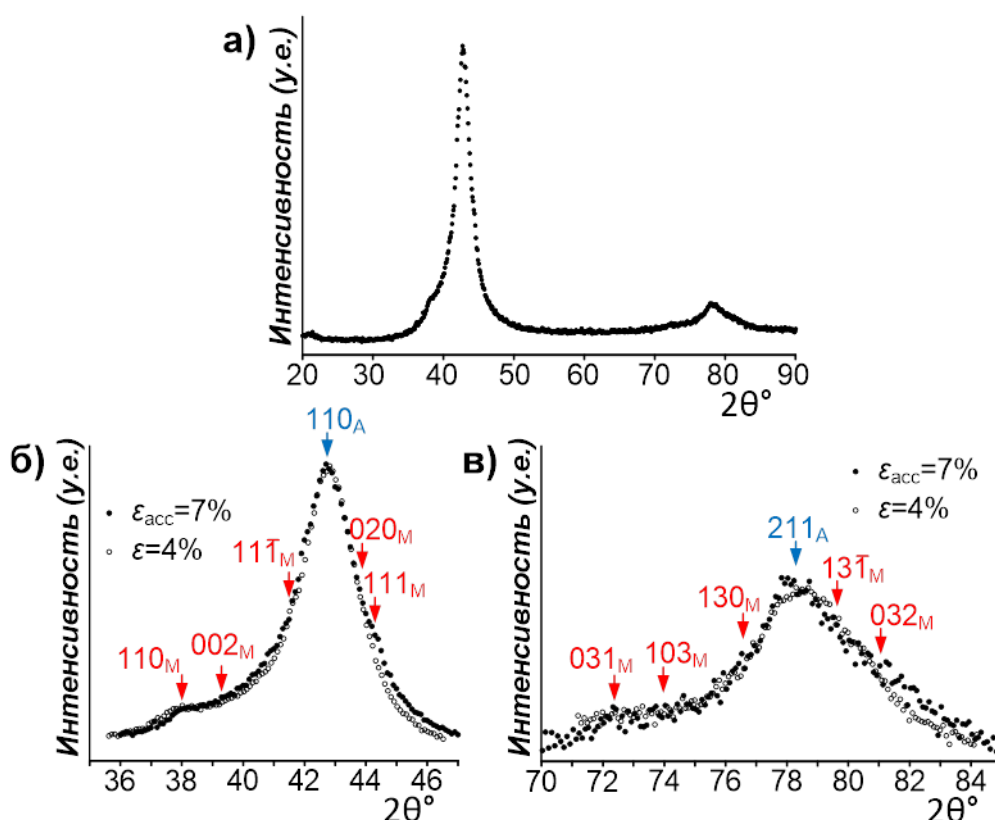 а)
Интенсивность (у.е.)
20 30 40 50 60 70 80 90
2θ°
б)
Интенсивность (у.е.)
110A
εacc=7%
ε=4%
020M
111̅M
111M
002M
110M
36 38 40 42 44 46
2θ°
в)
Интенсивность (у.е.)
εacc=7%
ε=4%
211A
131̅M
130M
032M
031M
103M
70 72 74 76 78 80 82 84
2θ°